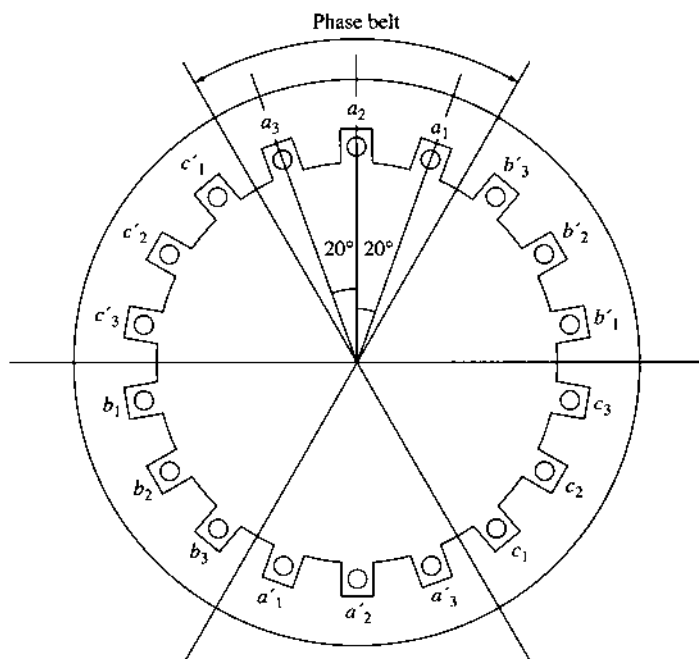 Phase belt
a₃
a₂
a₁
c′₁
b′₃
c′₂
b′₂
20°
20°
c′₃
b′₁
b₁
c₃
b₂
c₂
b₃
c₁
a′₁
a′₂
a′₃